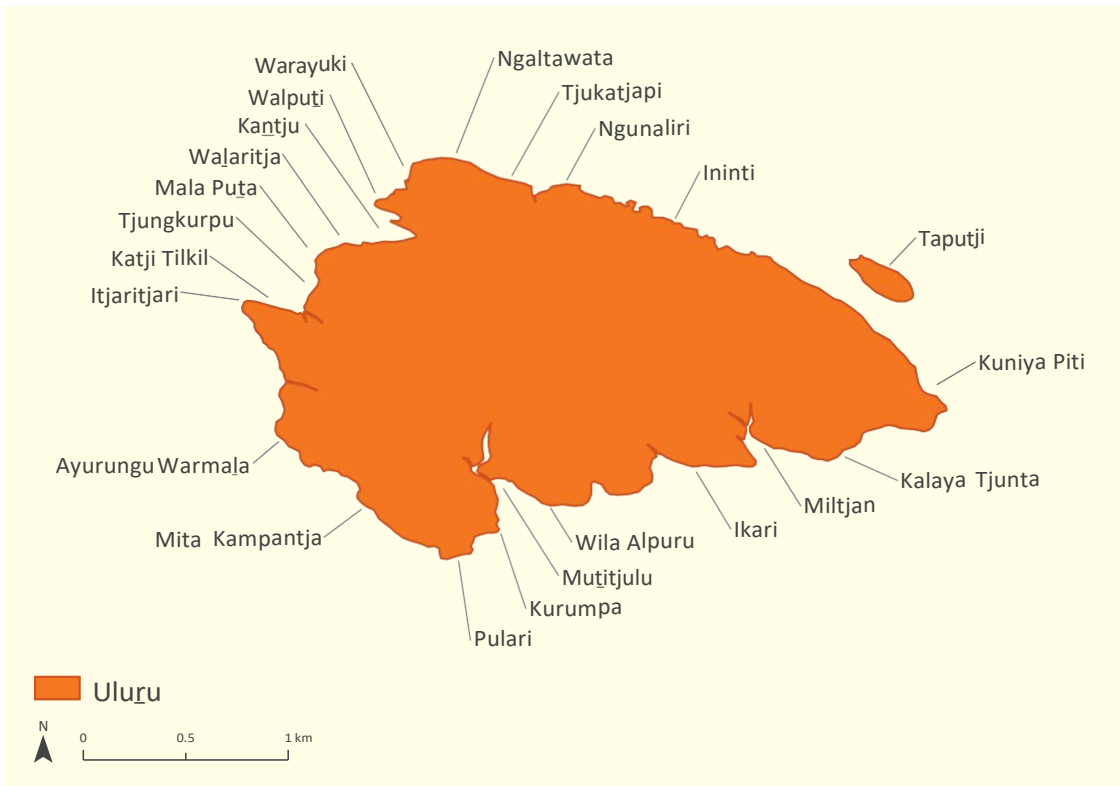 Warayuki
Ngaltawata
Walpuṯi
Tjukatjapi
Kaṉtju
Ngunaliri
Waḻaritja
Ininti
Mala Puṯa
Tjungkurpu
Taputji
Katji Tilkil
Itjaritjari
Kuniya Piti
Ayurungu Warmaḻa
Kalaya Tjunta
Miltjan
Ikari
Mita Kampantja
Wila Alpuru
Muṯitjulu
Kurumpa
Pulari
Uluṟu
N
0 0.5 1 km